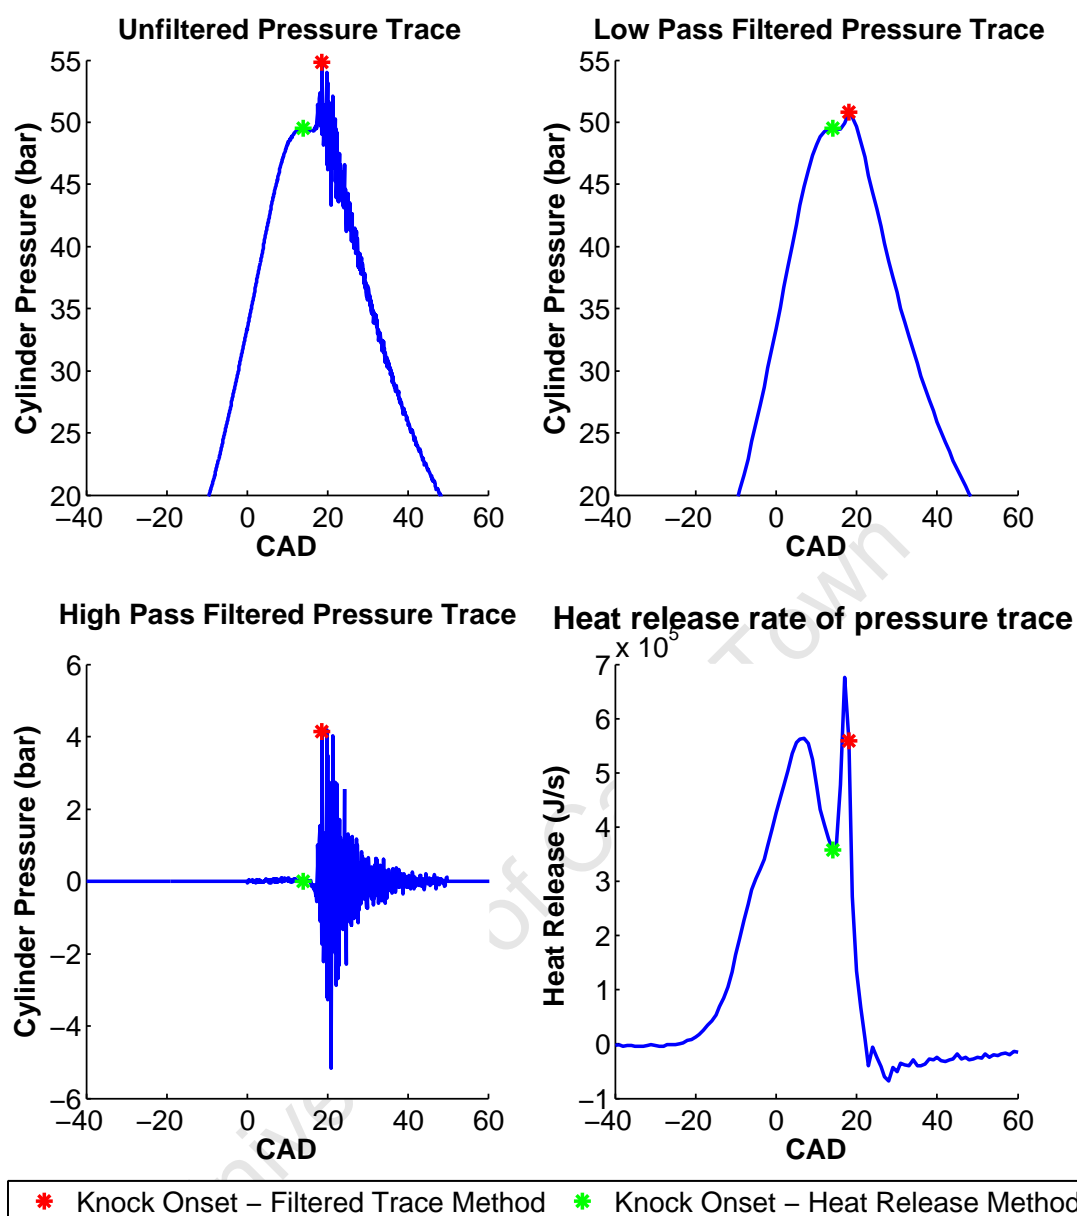 Unfiltered Pressure Trace
Low Pass Filtered Pressure Trace
55
50
45
40
35
30
25
20
Cylinder Pressure (bar)
−40 −20 0 20 40 60
CAD
55
50
45
40
35
30
25
20
Cylinder Pressure (bar)
−40 −20 0 20 40 60
CAD
High Pass Filtered Pressure Trace
Heat release rate of pressure trace
6
4
2
0
−2
−4
−6
Cylinder Pressure (bar)
−40 −20 0 20 40 60
CAD
x 10^5
7
6
5
4
3
2
1
0
−1
Heat Release (J/s)
−40 −20 0 20 40 60
CAD
Knock Onset − Filtered Trace Method
Knock Onset − Heat Release Method
of
Town